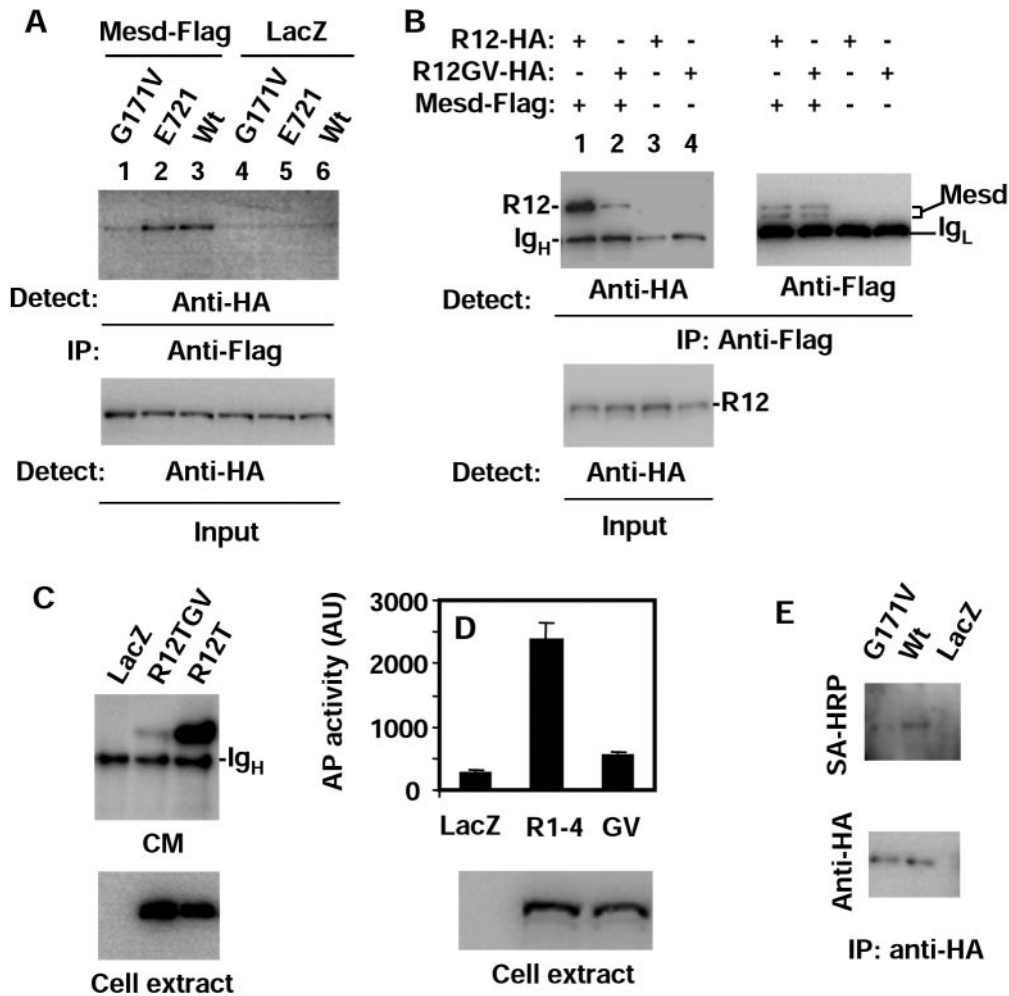 A
Mesd-Flag LacZ
G171V E721 Wt G171V E721 Wt
1 2 3 4 5 6
Detect: Anti-HA
IP: Anti-Flag
Detect: Anti-HA
Input
B
R12-HA: + - + - + - + -
R12GV-HA: - + - + - + - +
Mesd-Flag: + + - - + + - -
1 2 3 4
R12-
IgH-
Mesd
IgL
Detect: Anti-HA Anti-Flag
IP: Anti-Flag
-R12
Detect: Anti-HA
Input
C
LacZ R12TGV R12T
-IgH
CM
Cell extract
D
AP activity (AU)
3000
2000
1000
0
LacZ R1-4 GV
Cell extract
E
G171V Wt LacZ
SA-HRP
Anti-HA
IP: anti-HA